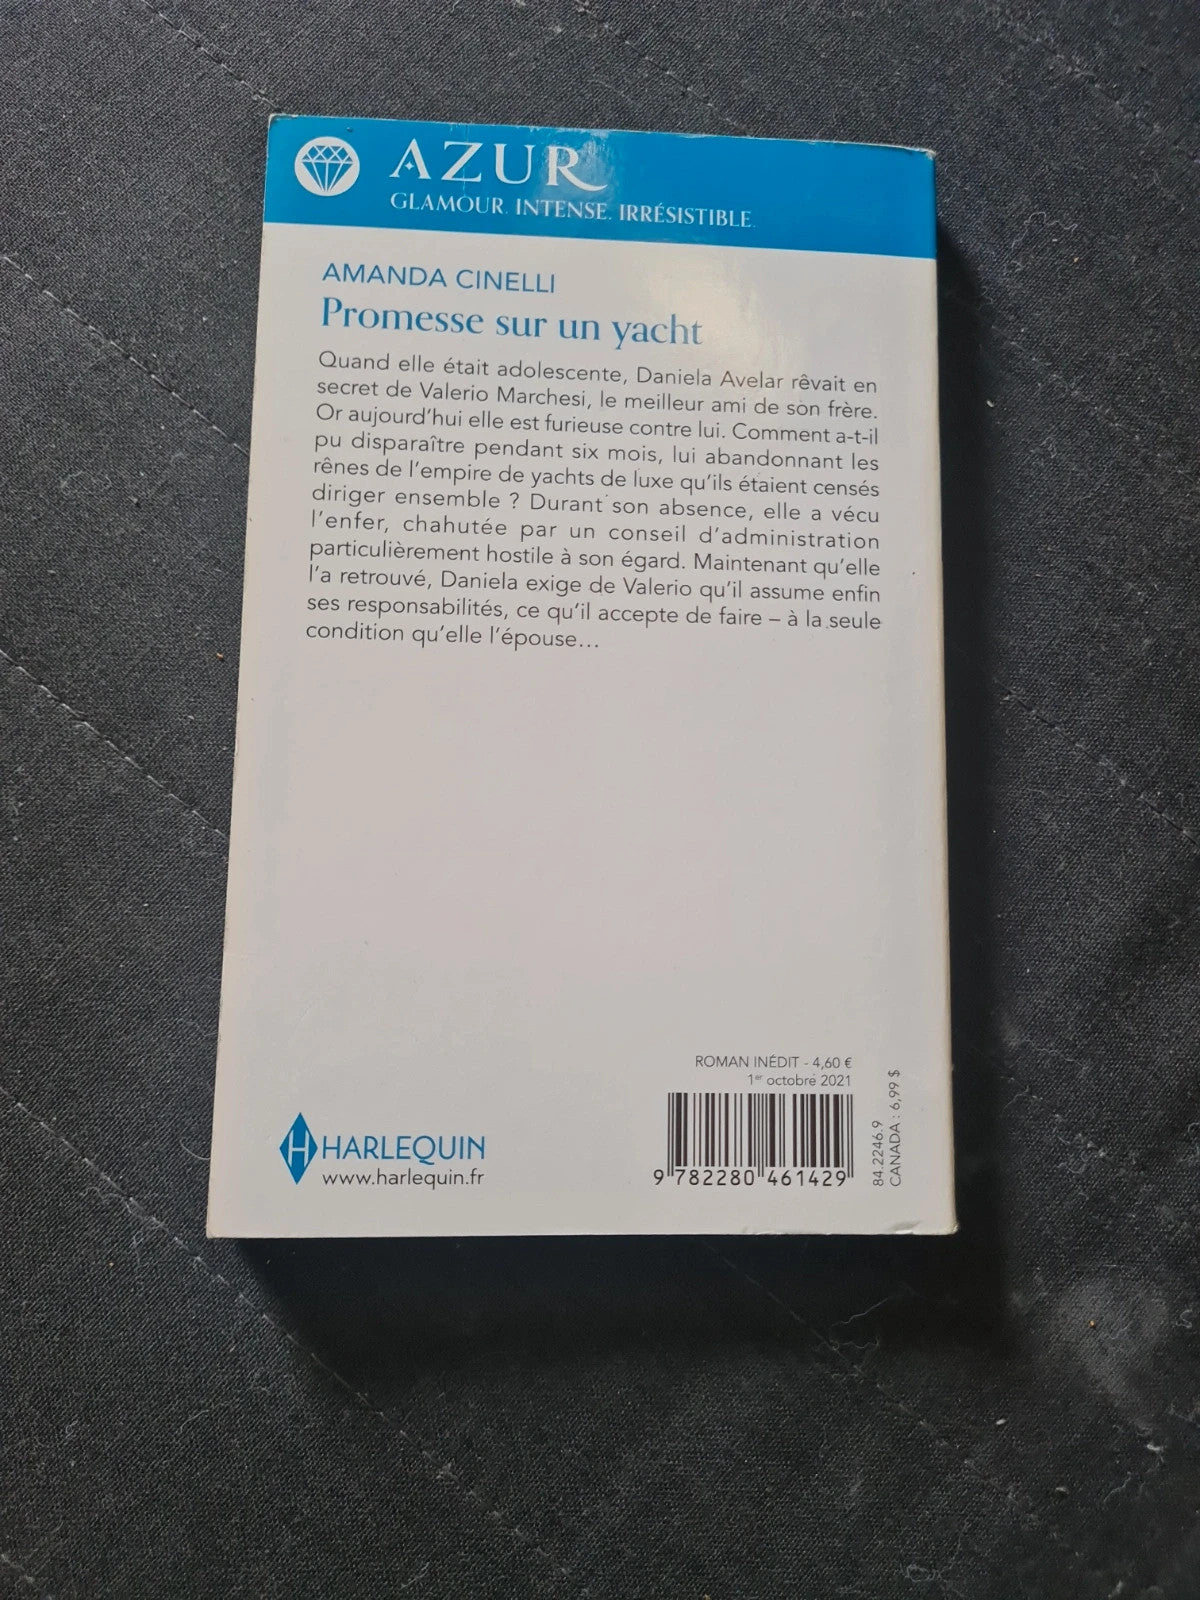 AZUR
GLAMOUR. INTENSE. IRRÉSISTIBLE.
AMANDA CINELLI
Promesse sur un yacht
Quand elle était adolescente, Daniela Avelar rêvait en
secret de Valerio Marchesi, le meilleur ami de son frère.
Or aujourd'hui elle est furieuse contre lui. Comment a-t-il
pu disparaître pendant six mois, lui abandonnant les
rênes de l'empire de yachts de luxe qu'ils étaient censés
diriger ensemble ? Durant son absence, elle a vécu
l'enfer, chahutée par un conseil d'administration
particulièrement hostile à son égard. Maintenant qu'elle
l'a retrouvé, Daniela exige de Valerio qu'il assume enfin
ses responsabilités, ce qu'il accepte de faire – à la seule
condition qu'elle l'épouse...
ROMAN INÉDIT - 4,60 €
1er octobre 2021
9 782280 461429
84.2246.9
CANADA : 6,99 $
H HARLEQUIN
www.harlequin.fr